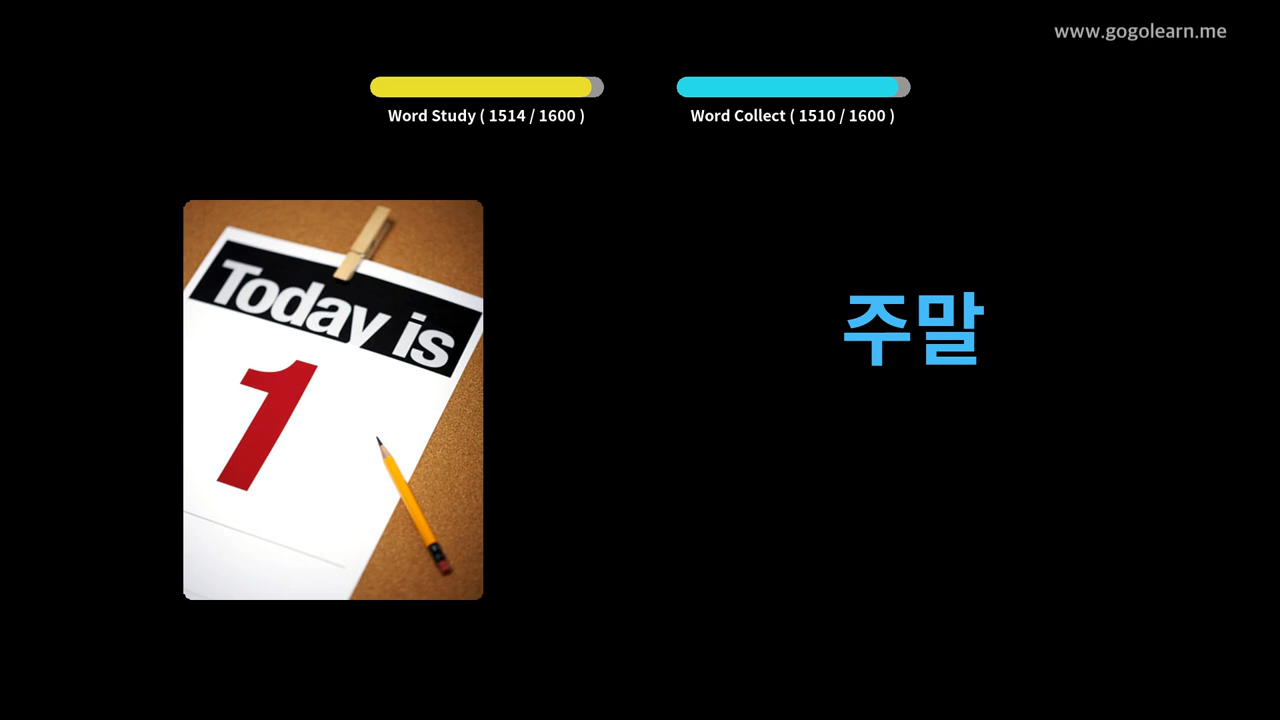 www.gogolearn.me
Word Study ( 1514 / 1600 )
Word Collect ( 1510 / 1600 )
Today is
1
주말